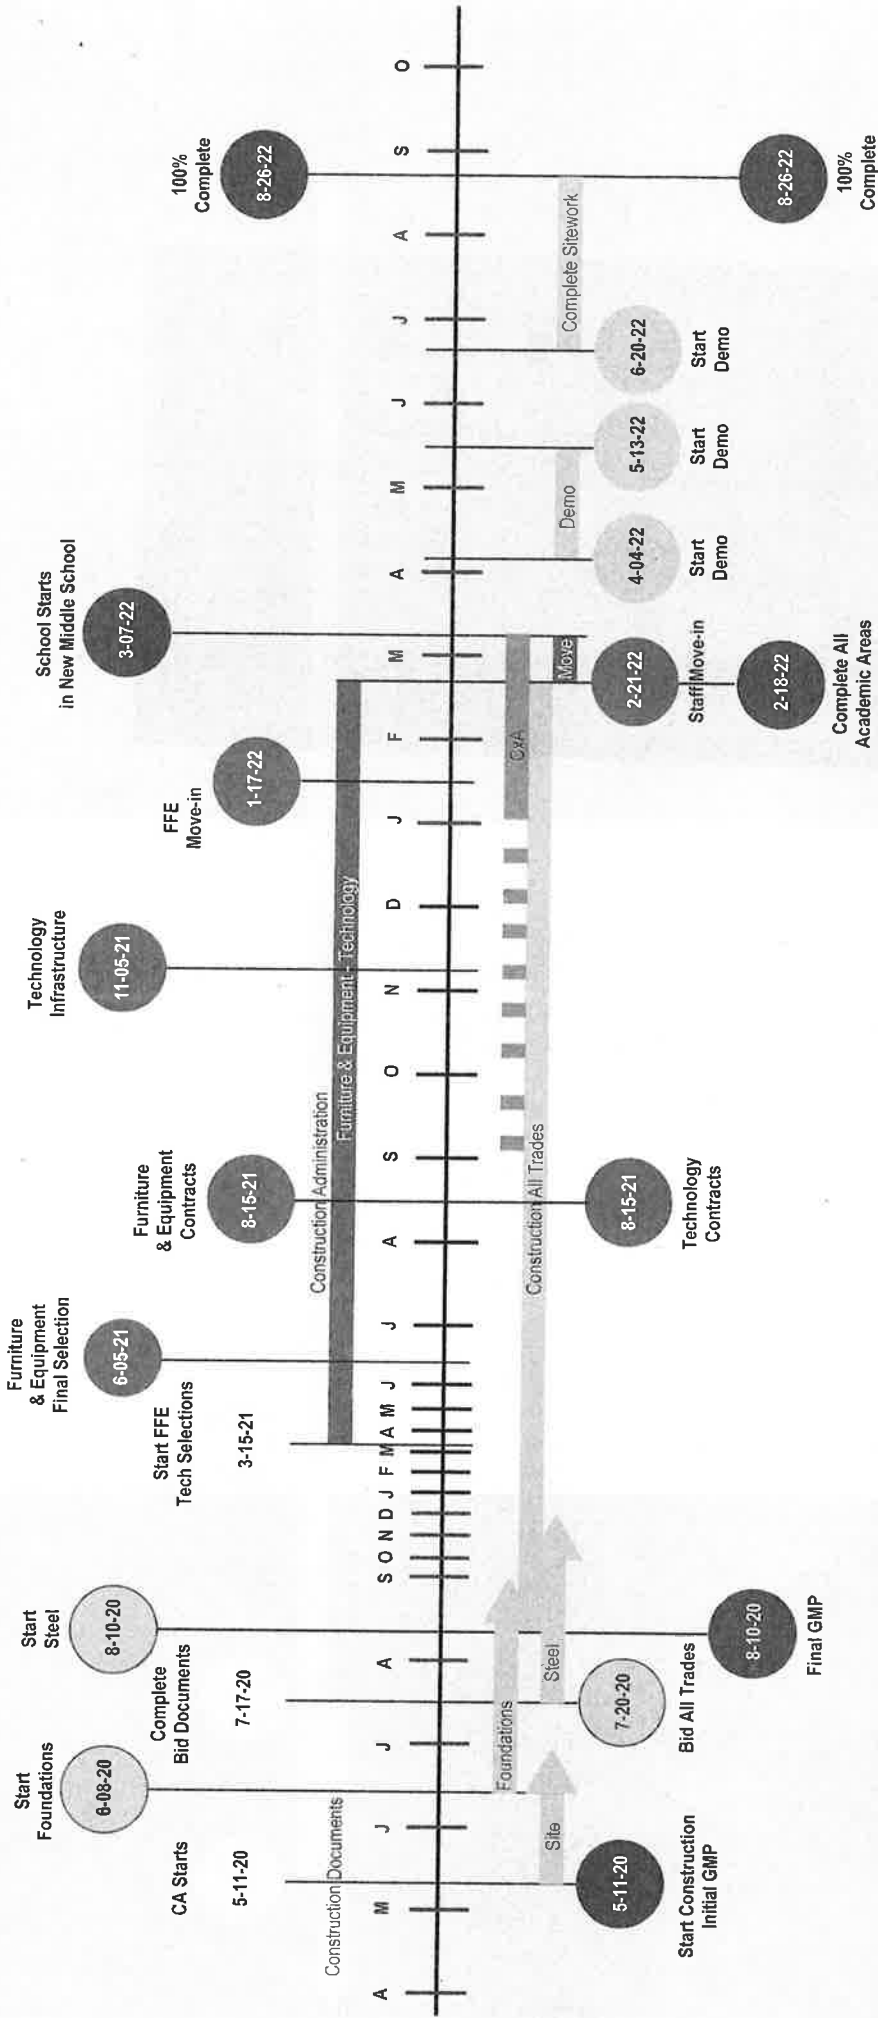 Start
Foundations
6-08-20
Start
Steel
8-10-20
CA Starts
5-11-20
Complete
Bid Documents
7-17-20
Furniture
& Equipment
Final Selection
6-05-21
Start FFE
Tech Selections
3-15-21
Furniture
& Equipment
Contracts
8-15-21
Technology
Infrastructure
11-05-21
FFE
Move-in
1-17-22
School Starts
in New Middle School
3-07-22
100%
Complete
8-26-22
Construction Documents
Construction Administration
Furniture & Equipment - Technology
A M J J A S O N D J F M A M J J A S O N D J F M A M J J A S O
Site
Foundations
Steel
Construction All Trades
CxA
Move
Demo
Complete Sitework
5-11-20
Start Construction
Initial GMP
7-20-20
Bid All Trades
8-10-20
Final GMP
8-15-21
Technology
Contracts
2-21-22
Staff Move-in
2-18-22
Complete All
Academic Areas
4-04-22
Start
Demo
5-13-22
Start
Demo
6-20-22
Start
Demo
8-26-22
100%
Complete